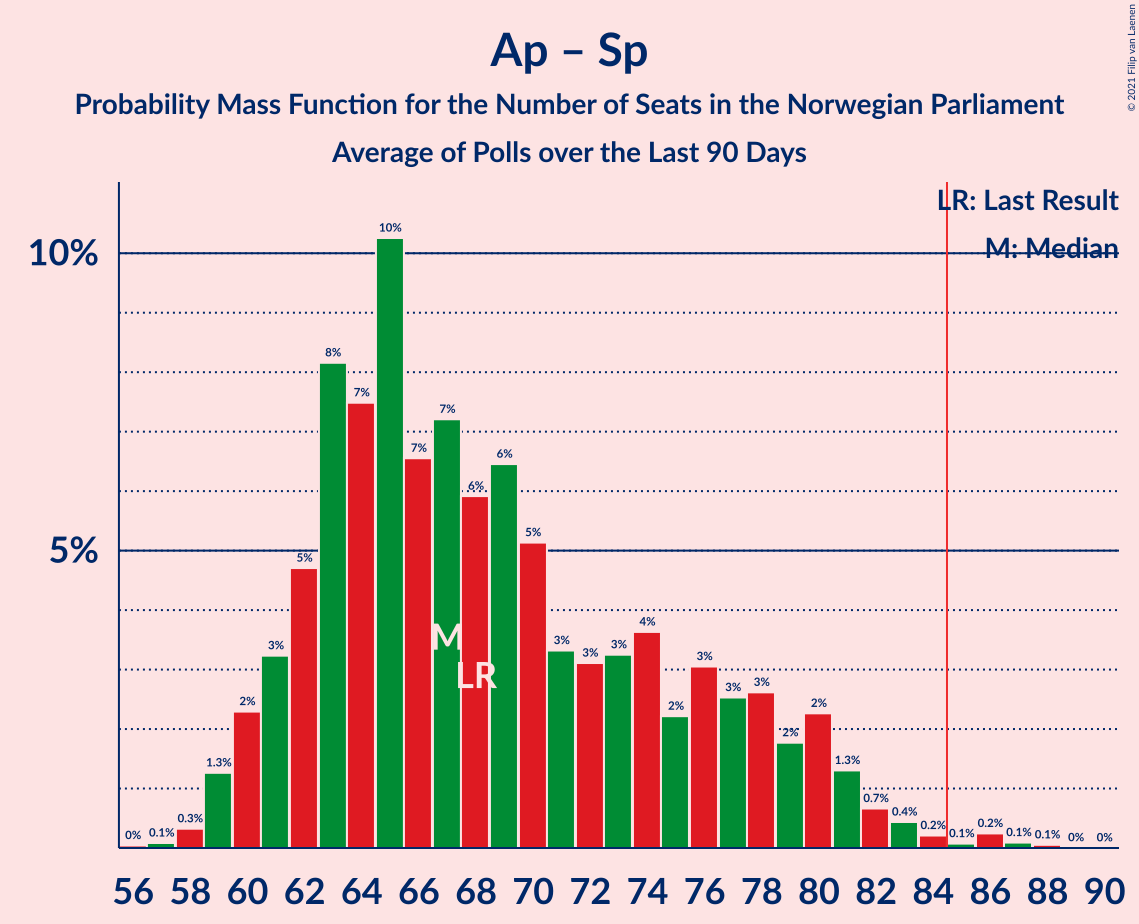 Ap – Sp
Probability Mass Function for the Number of Seats in the Norwegian Parliament
Average of Polls over the Last 90 Days
© 2021 Filip van Laenen
LR: Last Result
M: Median
10%
5%
0% 0.1% 0.3% 1.3% 2% 3% 5% 8% 7% 10% 7% 7% 6% 6% 5% 3% 3% 3% 4% 2% 3% 3% 3% 2% 2% 1.3% 0.7% 0.4% 0.2% 0.1% 0.2% 0.1% 0.1% 0% 0%
M
LR
56 58 60 62 64 66 68 70 72 74 76 78 80 82 84 86 88 90